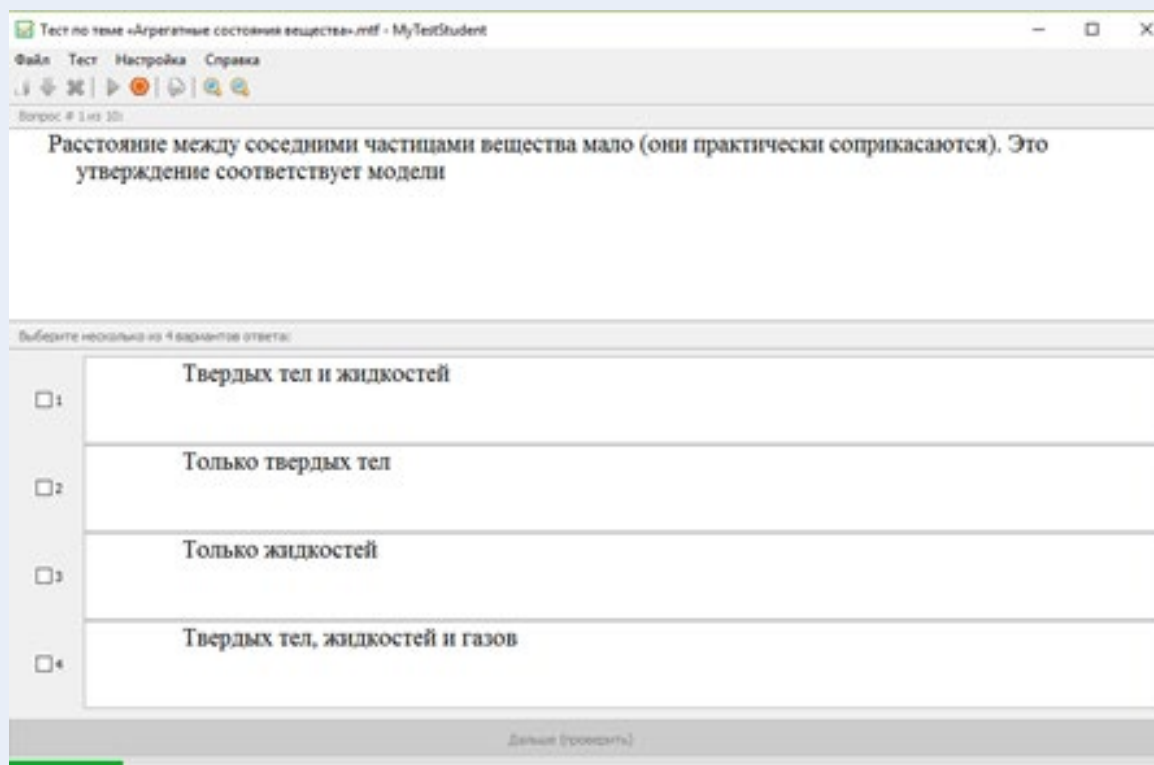 Тест по теме «Агрегатные состояния вещества».mtf - MyTestStudent
Файл Тест Настройка Справка
Вопрос # 1 из 10:
Расстояние между соседними частицами вещества мало (они практически соприкасаются). Это
утверждение соответствует модели
Выберите несколько из 4 вариантов ответа:
1 Твердых тел и жидкостей
2 Только твердых тел
3 Только жидкостей
4 Твердых тел, жидкостей и газов
Дальше (проверить)